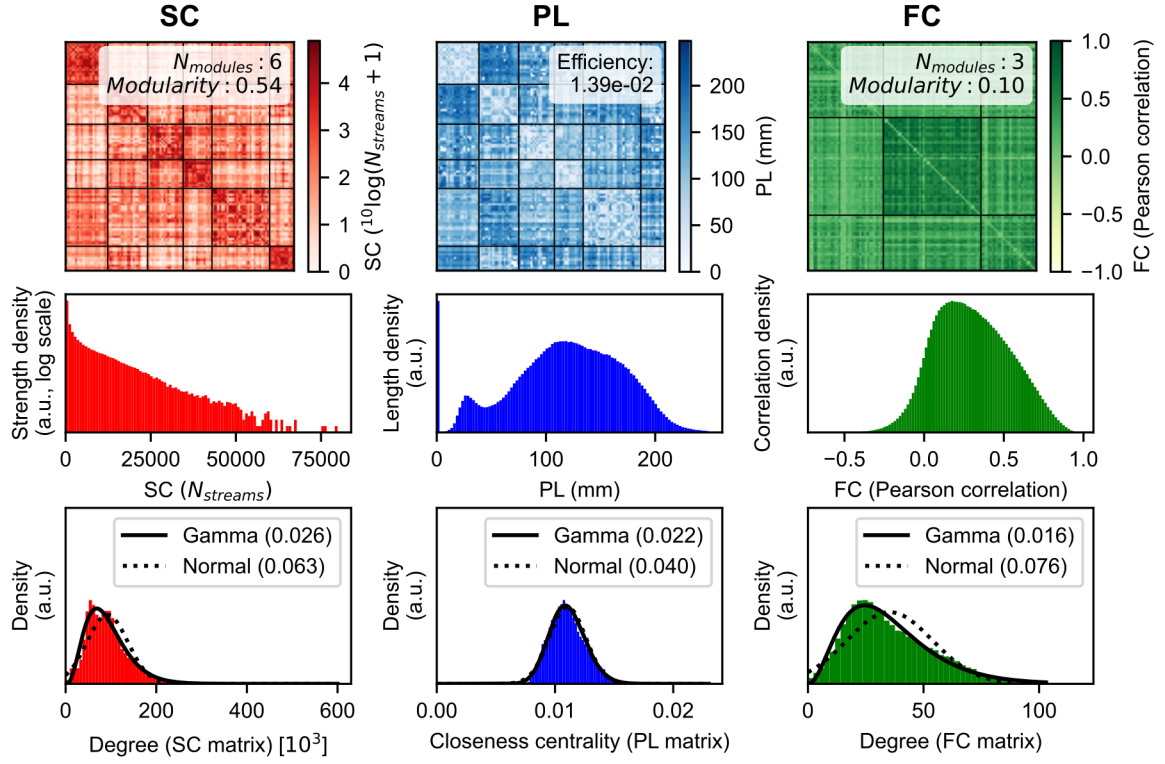 SC
PL
FC
N_modules : 6
Modularity : 0.54
4
3
2
1
0
SC (¹⁰log(N_streams + 1)
Efficiency:
1.39e-02
200
100
0
PL (mm)
N_modules : 3
Modularity : 0.10
1.0
0.5
0.0
−0.5
−1.0
FC (Pearson correlation)
Strength density
(a.u., log scale)
0 25000 50000 75000
SC (N_streams)
Length density
(a.u.)
0 100 200
PL (mm)
Correlation density
(a.u.)
−0.5 0.0 0.5 1.0
FC (Pearson correlation)
Density
(a.u.)
Gamma (0.026)
Normal (0.063)
0 200 400 600
Degree (SC matrix) [10³]
Density
(a.u.)
Gamma (0.022)
Normal (0.040)
0.00 0.01 0.02
Closeness centrality (PL matrix)
Density
(a.u.)
Gamma (0.016)
Normal (0.076)
0 50 100
Degree (FC matrix)